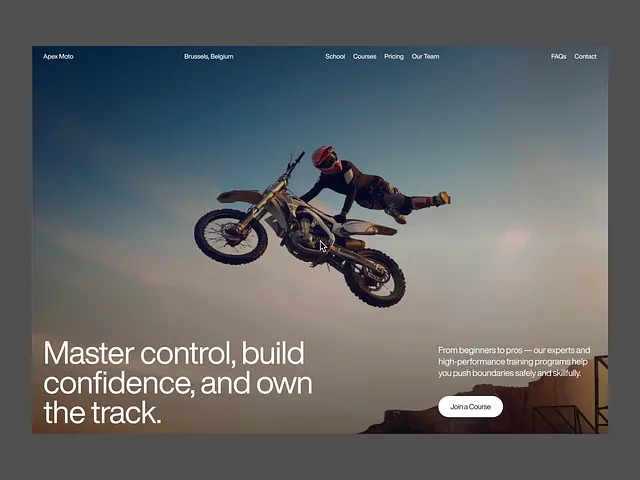 Apex Moto
Brussels, Belgium
School Courses Pricing Our Team
FAQs Contact
Master control, build
confidence, and own
the track.
From beginners to pros — our experts and
high-performance training programs help
you push boundaries safely and skillfully.
Join a Course